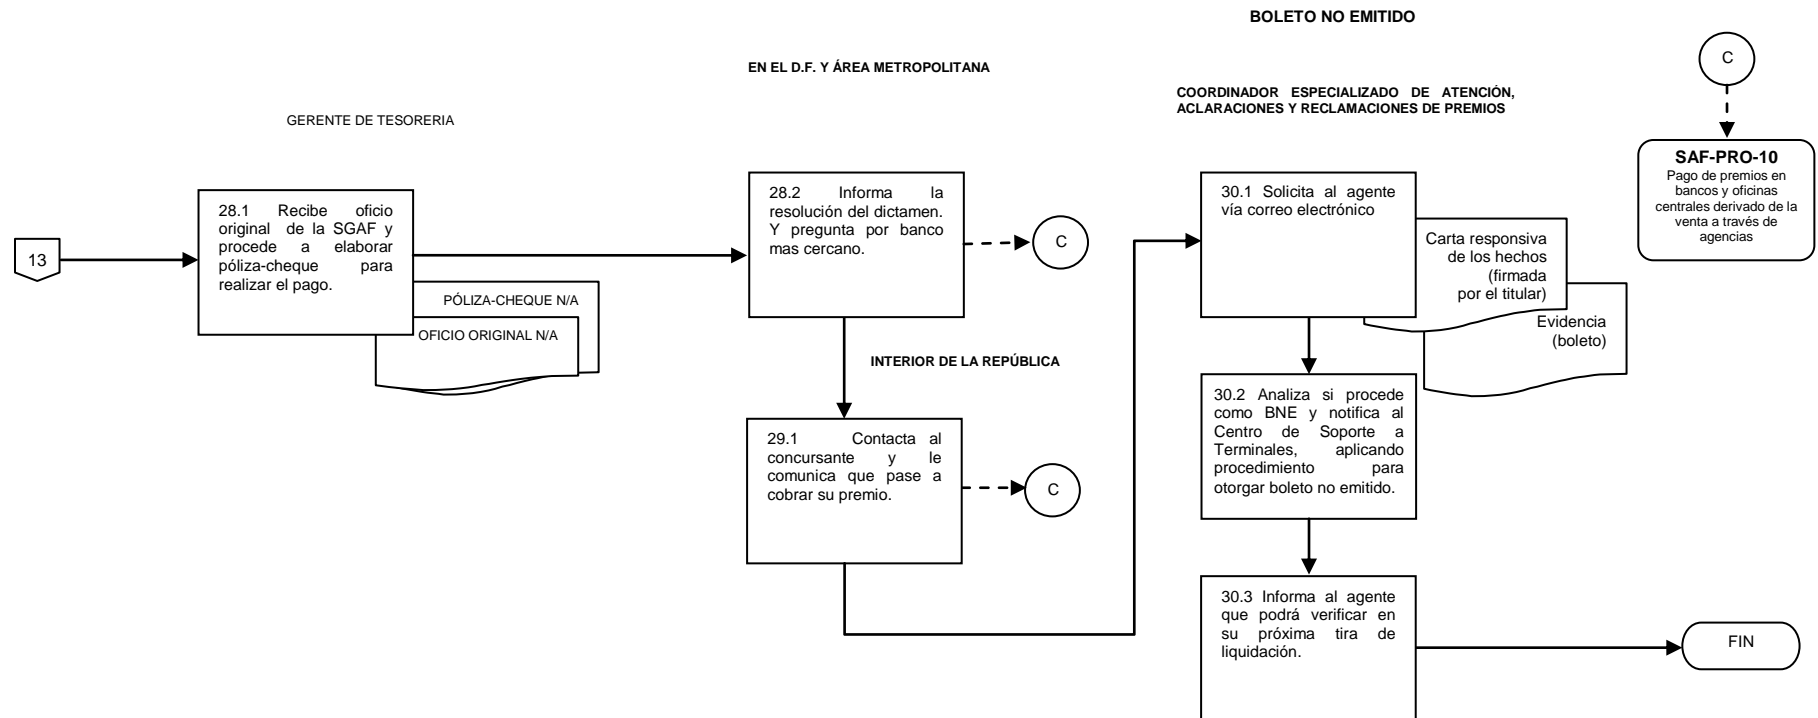 BOLETO NO EMITIDO
EN EL D.F. Y ÁREA METROPOLITANA
COORDINADOR ESPECIALIZADO DE ATENCIÓN,
ACLARACIONES Y RECLAMACIONES DE PREMIOS
GERENTE DE TESORERIA
13
28.1 Recibe oficio
original de la SGAF y
procede a elaborar
póliza-cheque para
realizar el pago.
PÓLIZA-CHEQUE N/A
OFICIO ORIGINAL N/A
28.2 Informa la
resolución del dictamen.
Y pregunta por banco
mas cercano.
C
INTERIOR DE LA REPÚBLICA
29.1 Contacta al
concursante y le
comunica que pase a
cobrar su premio.
C
30.1 Solicita al agente
vía correo electrónico
Carta responsiva
de los hechos
(firmada
por el titular)
Evidencia
(boleto)
30.2 Analiza si procede
como BNE y notifica al
Centro de Soporte a
Terminales, aplicando
procedimiento para
otorgar boleto no emitido.
30.3 Informa al agente
que podrá verificar en
su próxima tira de
liquidación.
FIN
C
SAF-PRO-10
Pago de premios en
bancos y oficinas
centrales derivado de la
venta a través de
agencias